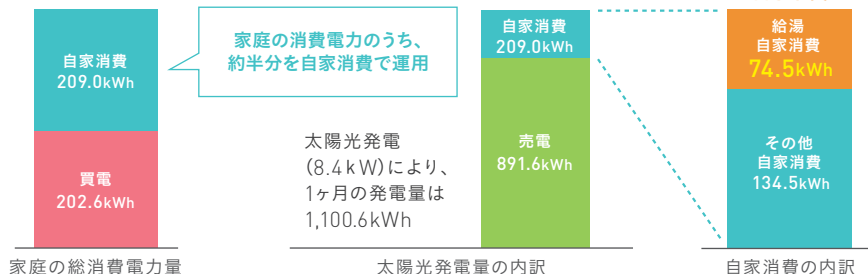 自家消費
209.0kWh
買電
202.6kWh
家庭の総消費電力量
家庭の消費電力のうち、
約半分を自家消費で運用
太陽光発電
(8.4kW)により、
1ヶ月の発電量は
1,100.6kWh
自家消費
209.0kWh
売電
891.6kWh
太陽光発電量の内訳
給湯
自家消費
74.5kWh
その他
自家消費
134.5kWh
自家消費の内訳